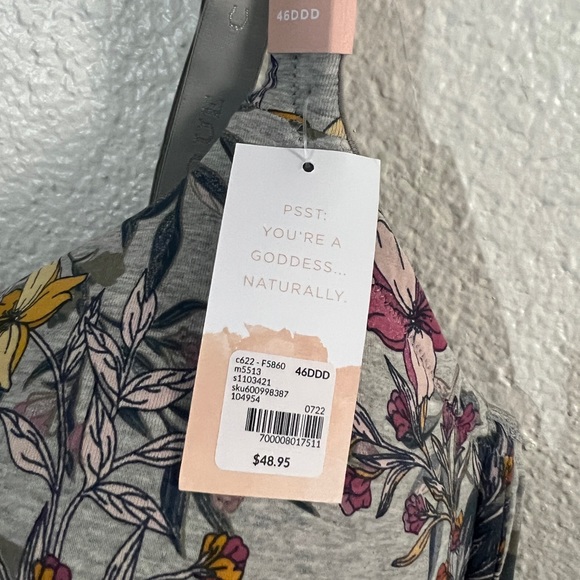 46DDD
PSST:
YOU'RE A
GODDESS...
NATURALLY.
c622 - F5860
m5513
46DDD
s1103421
sku600998387
104954
0722
700008017511
$48.95